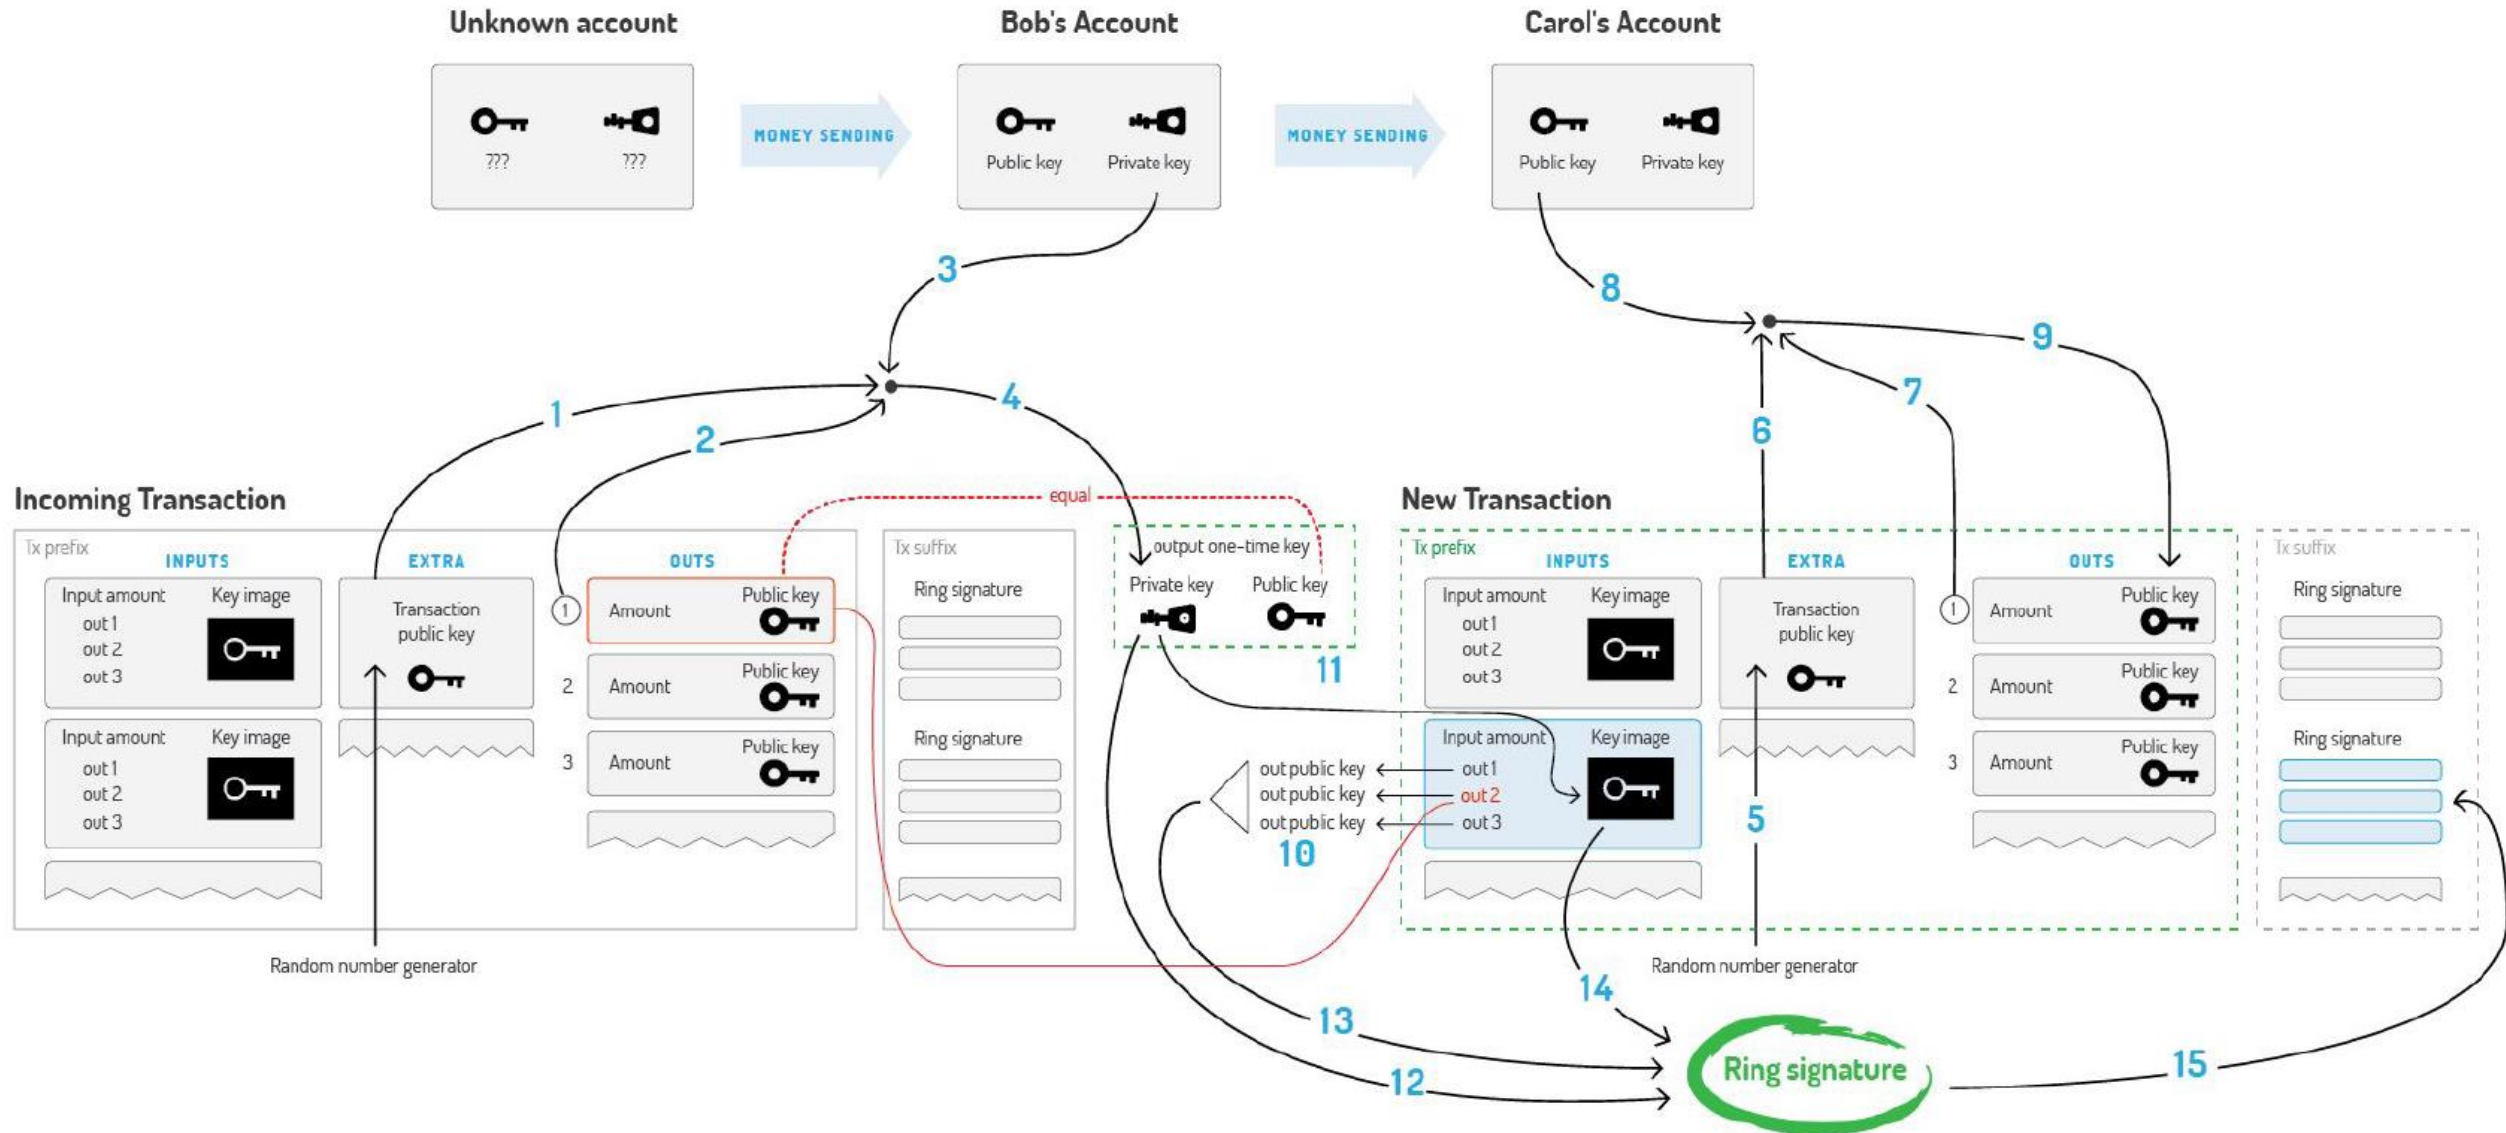 Unknown account
Bob's Account
Carol's Account
???
???
MONEY SENDING
Public key
Private key
MONEY SENDING
Public key
Private key
3
8
9
1
2
4
7
6
Incoming Transaction
equal
New Transaction
Tx prefix
INPUTS
EXTRA
OUTS
Input amount
Key image
out 1
out 2
out 3
Transaction
public key
1
Amount
Public key
2
Amount
Public key
3
Amount
Public key
Input amount
Key image
out 1
out 2
out 3
Random number generator
Tx suffix
Ring signature
Ring signature
output one-time key
Private key
Public key
11
out public key
out public key
out public key
10
Tx prefix
INPUTS
EXTRA
OUTS
Input amount
Key image
out 1
out 2
out 3
Transaction
public key
1
Amount
Public key
2
Amount
Public key
3
Amount
Public key
Input amount
Key image
out 1
out 2
out 3
5
Random number generator
Tx suffix
Ring signature
Ring signature
14
13
12
Ring signature
15